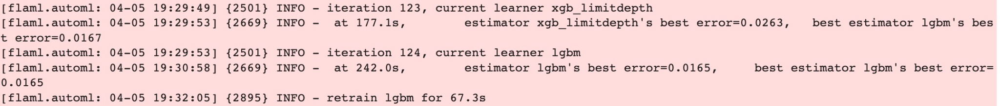 [flaml.automl: 04-05 19:29:49] {2501} INFO - iteration 123, current learner xgb_limitdepth
[flaml.automl: 04-05 19:29:53] {2669} INFO -  at 177.1s,	estimator xgb_limitdepth's best error=0.0263,	best estimator lgbm's bes
t error=0.0167
[flaml.automl: 04-05 19:29:53] {2501} INFO - iteration 124, current learner lgbm
[flaml.automl: 04-05 19:30:58] {2669} INFO -  at 242.0s,	estimator lgbm's best error=0.0165,	best estimator lgbm's best error=
0.0165
[flaml.automl: 04-05 19:32:05] {2895} INFO - retrain lgbm for 67.3s